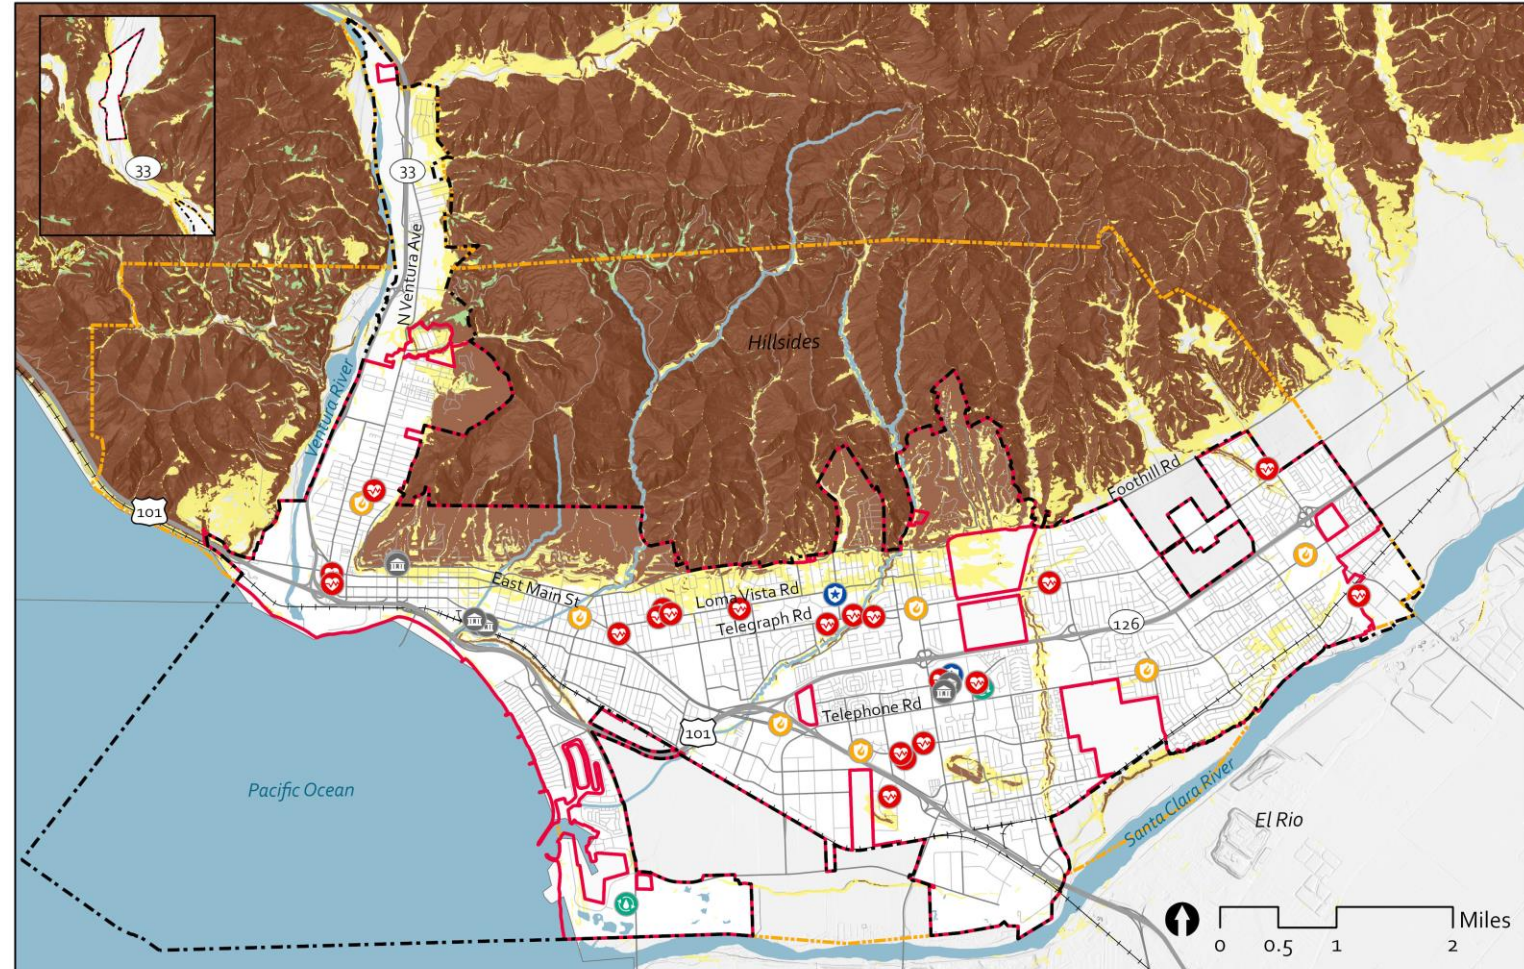 33
33
N Ventura Ave
Hillsides
Ventura River
Foothill Rd
101
East Main St
Loma Vista Rd
Telegraph Rd
126
Telephone Rd
101
Pacific Ocean
Santa Clara River
El Rio
Miles
0 0.5 1 2